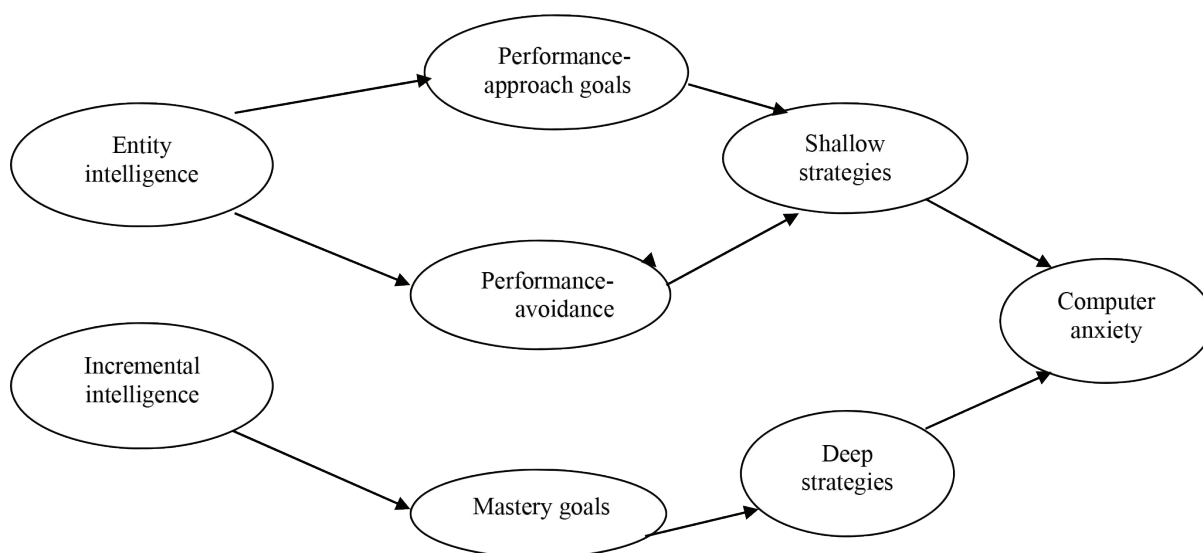 Performance-
approach goals
Entity
intelligence
Shallow
strategies
Performance-
avoidance
Computer
anxiety
Incremental
intelligence
Deep
strategies
Mastery goals